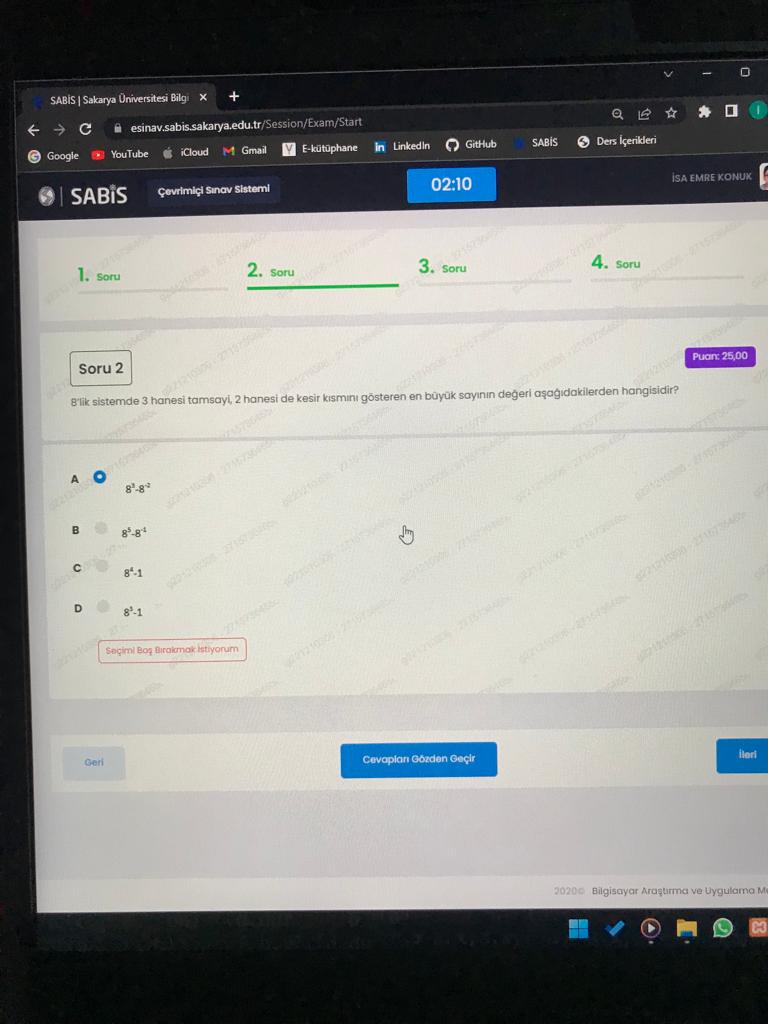 SABİS | Sakarya Üniversitesi Bilgi
esinav.sabis.sakarya.edu.tr/Session/Exam/Start
Google YouTube iCloud Gmail E-kütüphane LinkedIn GitHub SABİS Ders İçerikleri
SABİS Çevrimiçi Sınav Sistemi 02:10 İSA EMRE KONUK
1. Soru 2. Soru 3. Soru 4. Soru
Soru 2 Puan: 25,00
8'lik sistemde 3 hanesi tamsayi, 2 hanesi de kesir kısmını gösteren en büyük sayının değeri aşağıdakilerden hangisidir?
A 8³-8⁻²
B 8⁵-8⁻¹
C 8⁴-1
D 8⁵-1
Seçimi Boş Bırakmak İstiyorum
Geri Cevapları Gözden Geçir İleri
2020© Bilgisayar Araştırma ve Uygulama